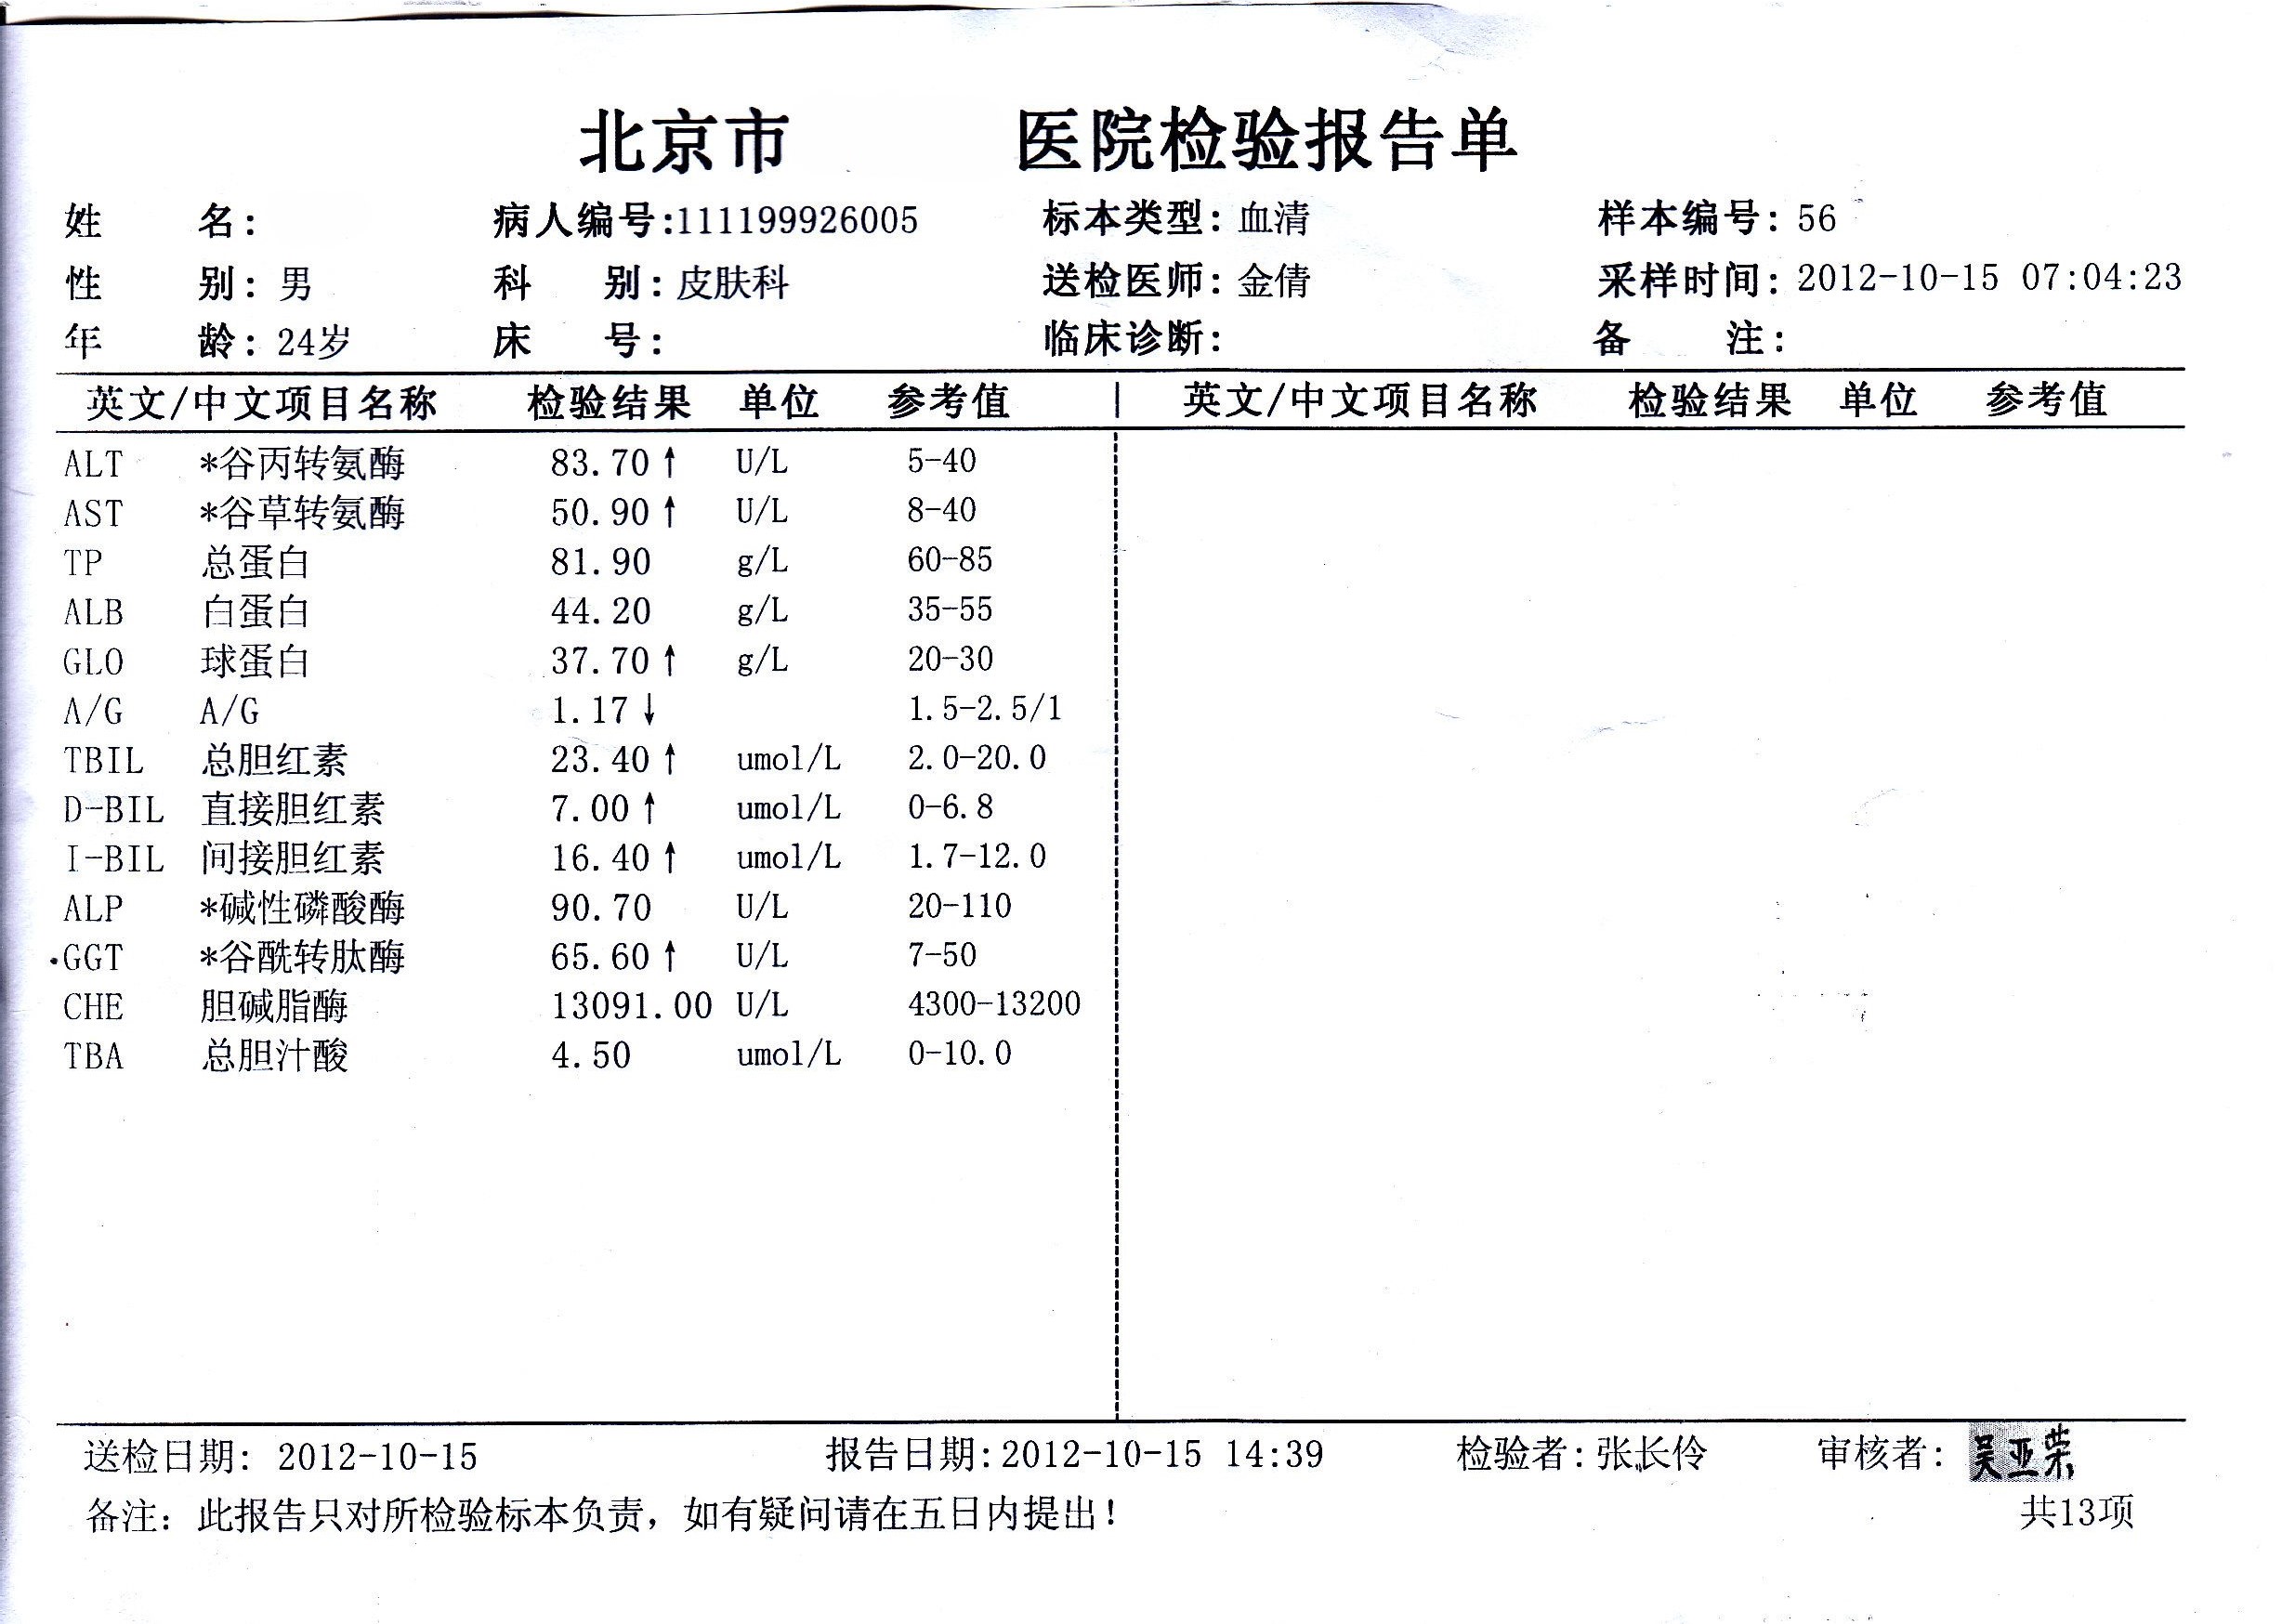 北京市 医院检验报告单
姓 名: 病人编号:111199926005 标本类型: 血清 样本编号: 56
性 别: 男 科 别: 皮肤科 送检医师: 金倩 采样时间: 2012-10-15 07:04:23
年 龄: 24岁 床 号: 临床诊断: 备 注:
英文/中文项目名称 检验结果 单位 参考值 | 英文/中文项目名称 检验结果 单位 参考值
ALT *谷丙转氨酶 83.70↑ U/L 5-40
AST *谷草转氨酶 50.90↑ U/L 8-40
TP 总蛋白 81.90 g/L 60-85
ALB 白蛋白 44.20 g/L 35-55
GLO 球蛋白 37.70↑ g/L 20-30
A/G A/G 1.17↓ 1.5-2.5/1
TBIL 总胆红素 23.40↑ umol/L 2.0-20.0
D-BIL 直接胆红素 7.00↑ umol/L 0-6.8
I-BIL 间接胆红素 16.40↑ umol/L 1.7-12.0
ALP *碱性磷酸酶 90.70 U/L 20-110
GGT *谷酰转肽酶 65.60↑ U/L 7-50
CHE 胆碱脂酶 13091.00 U/L 4300-13200
TBA 总胆汁酸 4.50 umol/L 0-10.0
送检日期: 2012-10-15 报告日期:2012-10-15 14:39 检验者:张长伶 审核者: 吴亚荣
备注: 此报告只对所检验标本负责，如有疑问请在五日内提出! 共13项